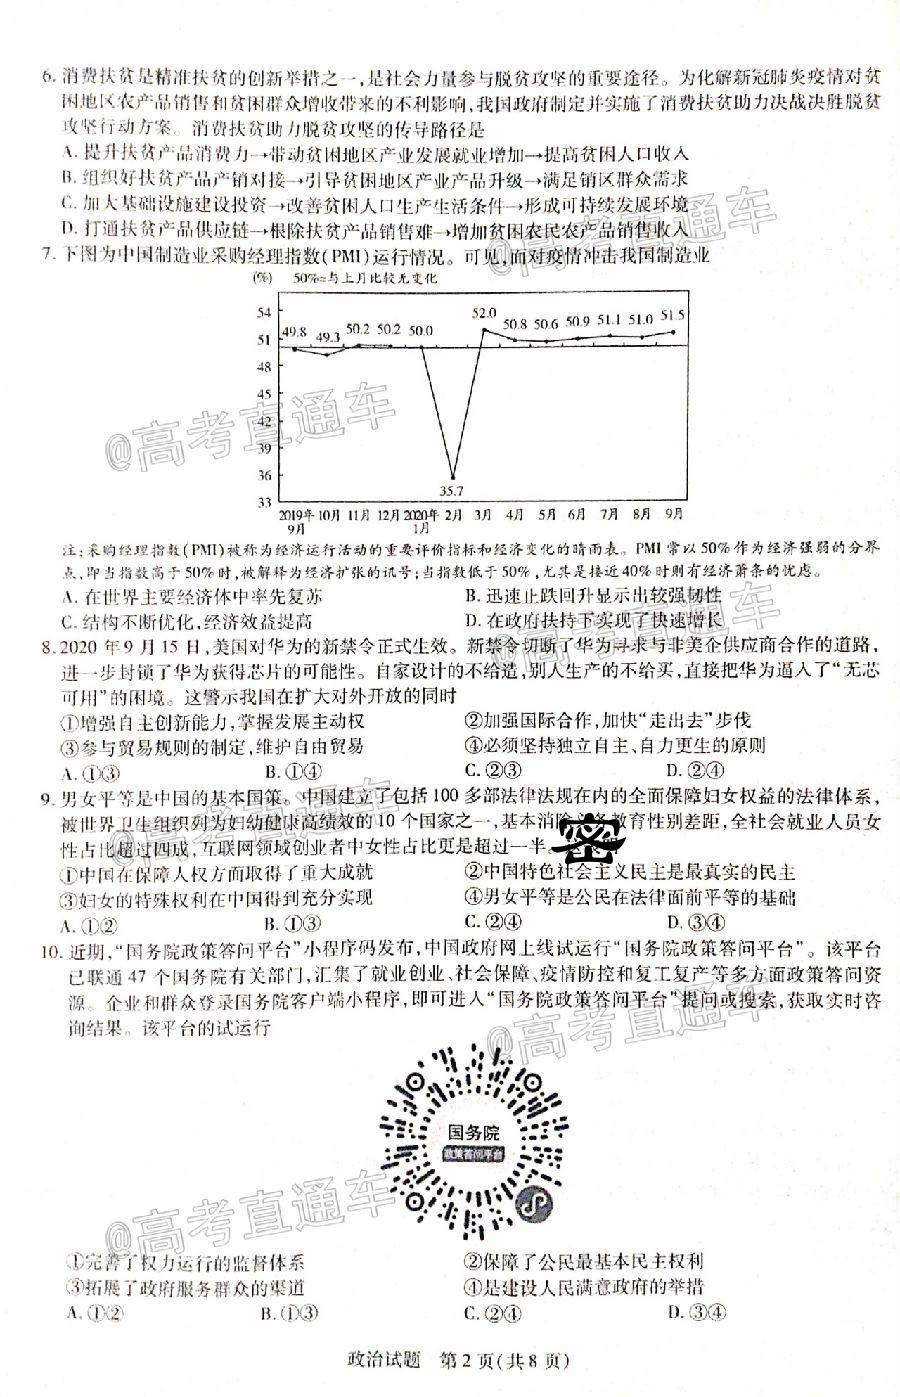 6. 消费扶贫是精准扶贫的创新举措之一，是社会力量参与脱贫攻坚的重要途径。为化解新冠肺炎疫情对贫
困地区农产品销售和贫困群众增收带来的不利影响，我国政府制定并实施了消费扶贫助力决战决胜脱贫
攻坚行动方案。消费扶贫助力脱贫攻坚的传导路径是
A. 提升扶贫产品消费力→带动贫困地区产业发展就业增加→提高贫困人口收入
B. 组织好扶贫产品产销对接→引导贫困地区产业产品升级→满足销区群众需求
C. 加大基础设施建设投资→改善贫困人口生产生活条件→形成可持续发展环境
D. 打通扶贫产品供应链→根除扶贫产品销售难→增加贫困农民农产品销售收入
7. 下图为中国制造业采购经理指数(PMI)运行情况。可见，面对疫情冲击我国制造业
(%) 50%=与上月比较无变化
54
51
48
45
42
39
36
33
49.8 49.3 50.2 50.2 50.0 35.7 52.0 50.8 50.6 50.9 51.1 51.0 51.5
2019年9月 10月 11月 12月 2020年1月 2月 3月 4月 5月 6月 7月 8月 9月
注：采购经理指数(PMI)被称为经济运行活动的重要评价指标和经济变化的晴雨表。PMI 常以50%作为经济强弱的分界
点，即当指数高于50%时，被解释为经济扩张的讯号；当指数低于50%，尤其是接近40%时则有经济萧条的忧虑。
A. 在世界主要经济体中率先复苏 B. 迅速止跌回升显示出较强韧性
C. 结构不断优化，经济效益提高 D. 在政府扶持下实现了快速增长
8. 2020 年 9 月 15 日，美国对华为的新禁令正式生效。新禁令切断了华为寻求与非美企供应商合作的道路，
进一步封锁了华为获得芯片的可能性。自家设计的不给造，别人生产的不给买，直接把华为逼入了“无芯
可用”的困境。这警示我国在扩大对外开放的同时
①增强自主创新能力，掌握发展主动权 ②加强国际合作，加快“走出去”步伐
③参与贸易规则的制定，维护自由贸易 ④必须坚持独立自主、自力更生的原则
A. ①③ B. ①④ C. ②③ D. ②④
9. 男女平等是中国的基本国策。中国建立了包括 100 多部法律法规在内的全面保障妇女权益的法律体系，
被世界卫生组织列为妇幼健康高绩效的 10 个国家之一，基本消除 教育性别差距，全社会就业人员女
性占比超过四成，互联网领域创业者中女性占比更是超过一半
密
①中国在保障人权方面取得了重大成就 ②中国特色社会主义民主是最真实的民主
③妇女的特殊权利在中国得到充分实现 ④男女平等是公民在法律面前平等的基础
A. ①② B. ①③ C. ②④ D. ③④
10. 近期，“国务院政策答问平台”小程序码发布，中国政府网上线试运行“国务院政策答问平台”。该平台
已联通 47 个国务院有关部门，汇集了就业创业、社会保障、疫情防控和复工复产等多方面政策答问资
源。企业和群众登录国务院客户端小程序，即可进入“国务院政策答问平台”提问或搜索，获取实时咨
询结果。该平台的试运行
国务院
政策答问平台
①完善了权力运行的监督体系 ②保障了公民最基本民主权利
③拓展了政府服务群众的渠道 ④是建设人民满意政府的举措
A. ①② B. ①③ C. ②④ D. ③④
政治试题 第 2 页(共 8 页)
@高考直通车
@高考直通车
@高考直通车
@高考直通车
@高考直通车
@高考直通车